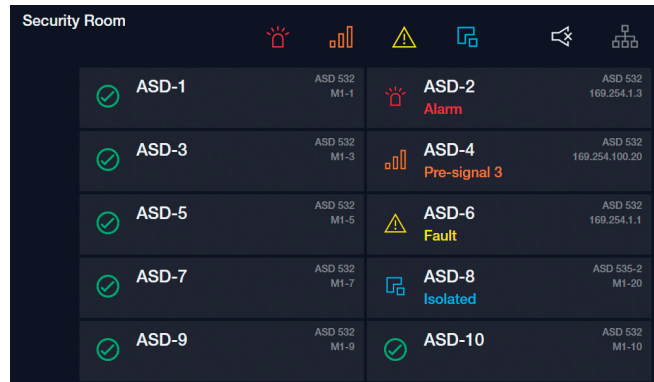 Security Room
ASD-1
ASD 532
M1-1
ASD-2
Alarm
ASD 532
169.254.1.3
ASD-3
ASD 532
M1-3
ASD-4
Pre-signal 3
ASD 532
169.254.100.20
ASD-5
ASD 532
M1-5
ASD-6
Fault
ASD 532
169.254.1.1
ASD-7
ASD 532
M1-7
ASD-8
Isolated
ASD 535-2
M1-20
ASD-9
ASD 532
M1-9
ASD-10
ASD 532
M1-10